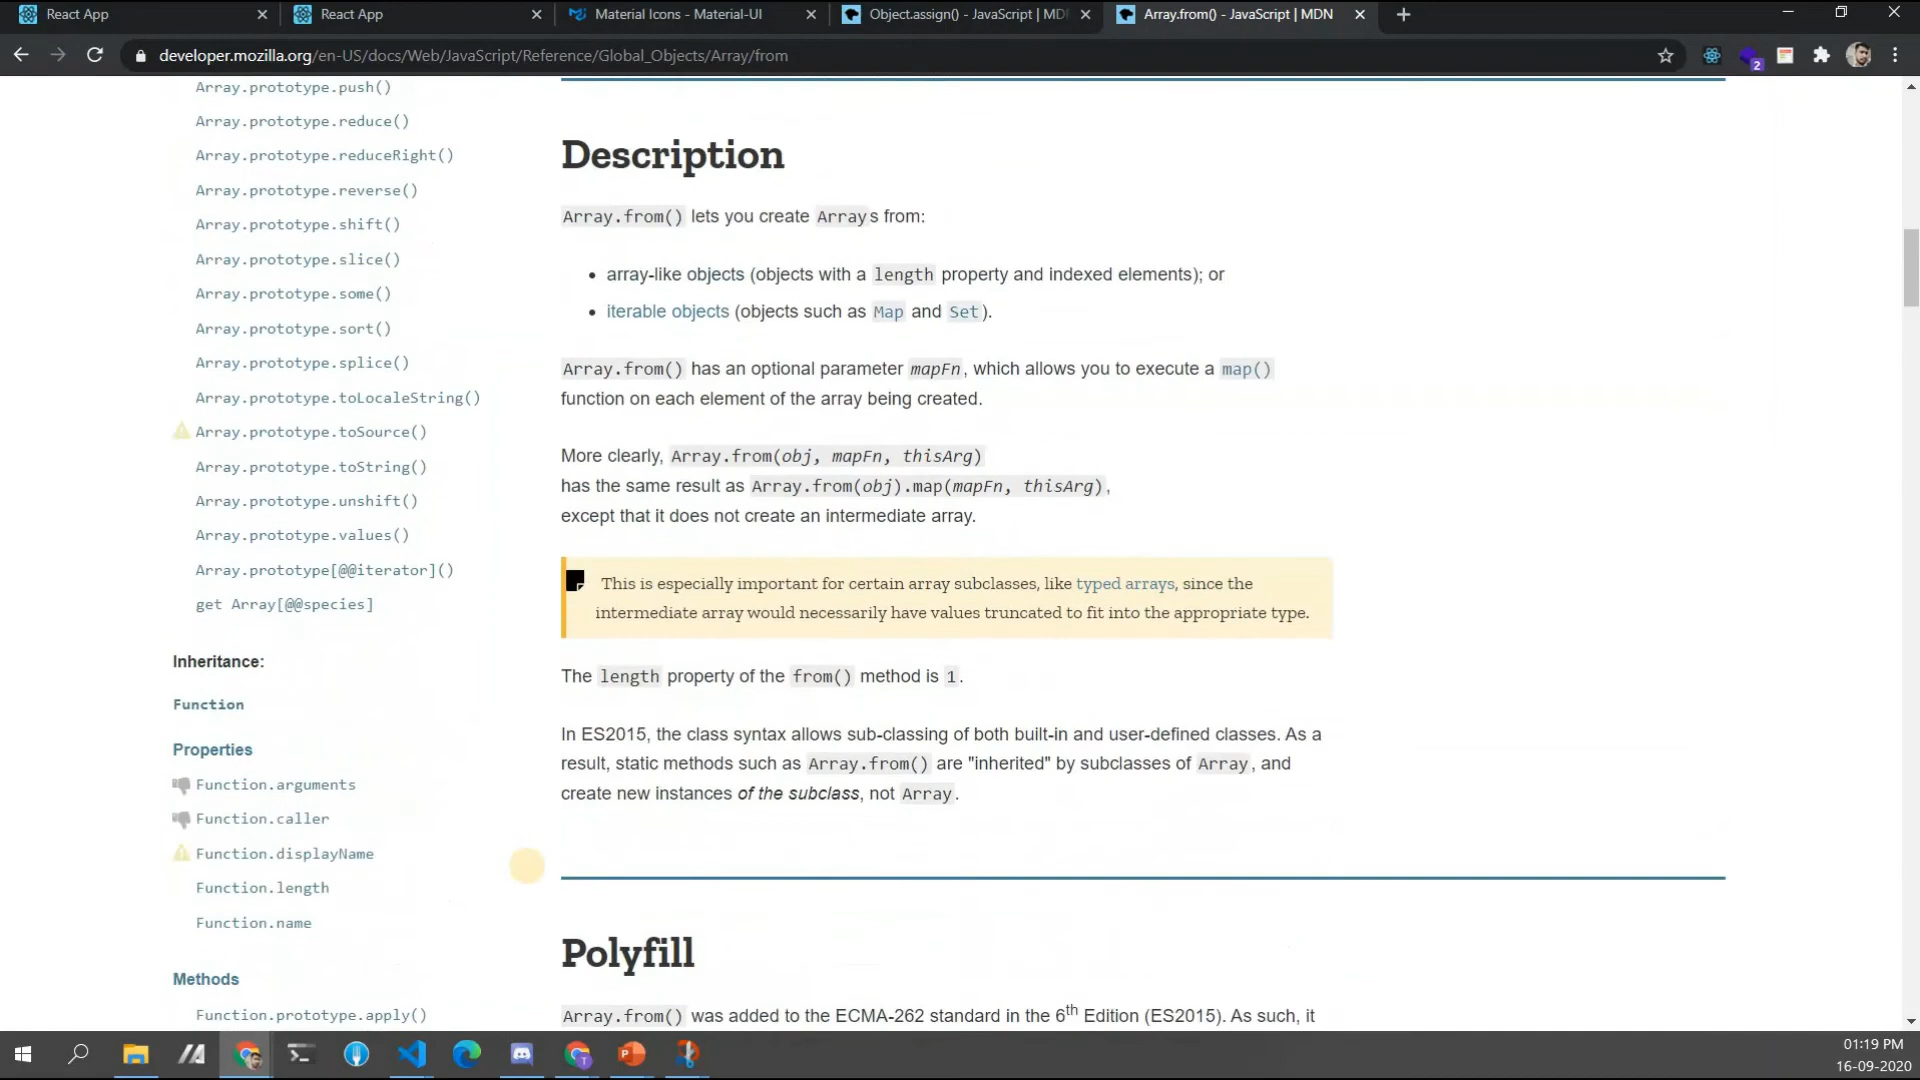 React App
React App
Material Icons - Material-UI
Object.assign() - JavaScript | MD
Array.from() - JavaScript | MDN
developer.mozilla.org/en-US/docs/Web/JavaScript/Reference/Global_Objects/Array/from
2
Array.prototype.push()
Array.prototype.reduce()
Array.prototype.reduceRight()
Array.prototype.reverse()
Array.prototype.shift()
Array.prototype.slice()
Array.prototype.some()
Array.prototype.sort()
Array.prototype.splice()
Array.prototype.toLocaleString()
Array.prototype.toSource()
Array.prototype.toString()
Array.prototype.unshift()
Array.prototype.values()
Array.prototype[@@iterator]()
get Array[@@species]
Inheritance:
Function
Properties
Function.arguments
Function.caller
Function.displayName
Function.length
Function.name
Methods
Function.prototype.apply()
Description
Array.from() lets you create Arrays from:
• array-like objects (objects with a length property and indexed elements); or
• iterable objects (objects such as Map and Set).
Array.from() has an optional parameter mapFn, which allows you to execute a map()
function on each element of the array being created.
More clearly, Array.from(obj, mapFn, thisArg)
has the same result as Array.from(obj).map(mapFn, thisArg),
except that it does not create an intermediate array.
This is especially important for certain array subclasses, like typed arrays, since the
intermediate array would necessarily have values truncated to fit into the appropriate type.
The length property of the from() method is 1.
In ES2015, the class syntax allows sub-classing of both built-in and user-defined classes. As a
result, static methods such as Array.from() are "inherited" by subclasses of Array, and
create new instances of the subclass, not Array.
Polyfill
Array.from() was added to the ECMA-262 standard in the 6th Edition (ES2015). As such, it
01:19 PM
16-09-2020